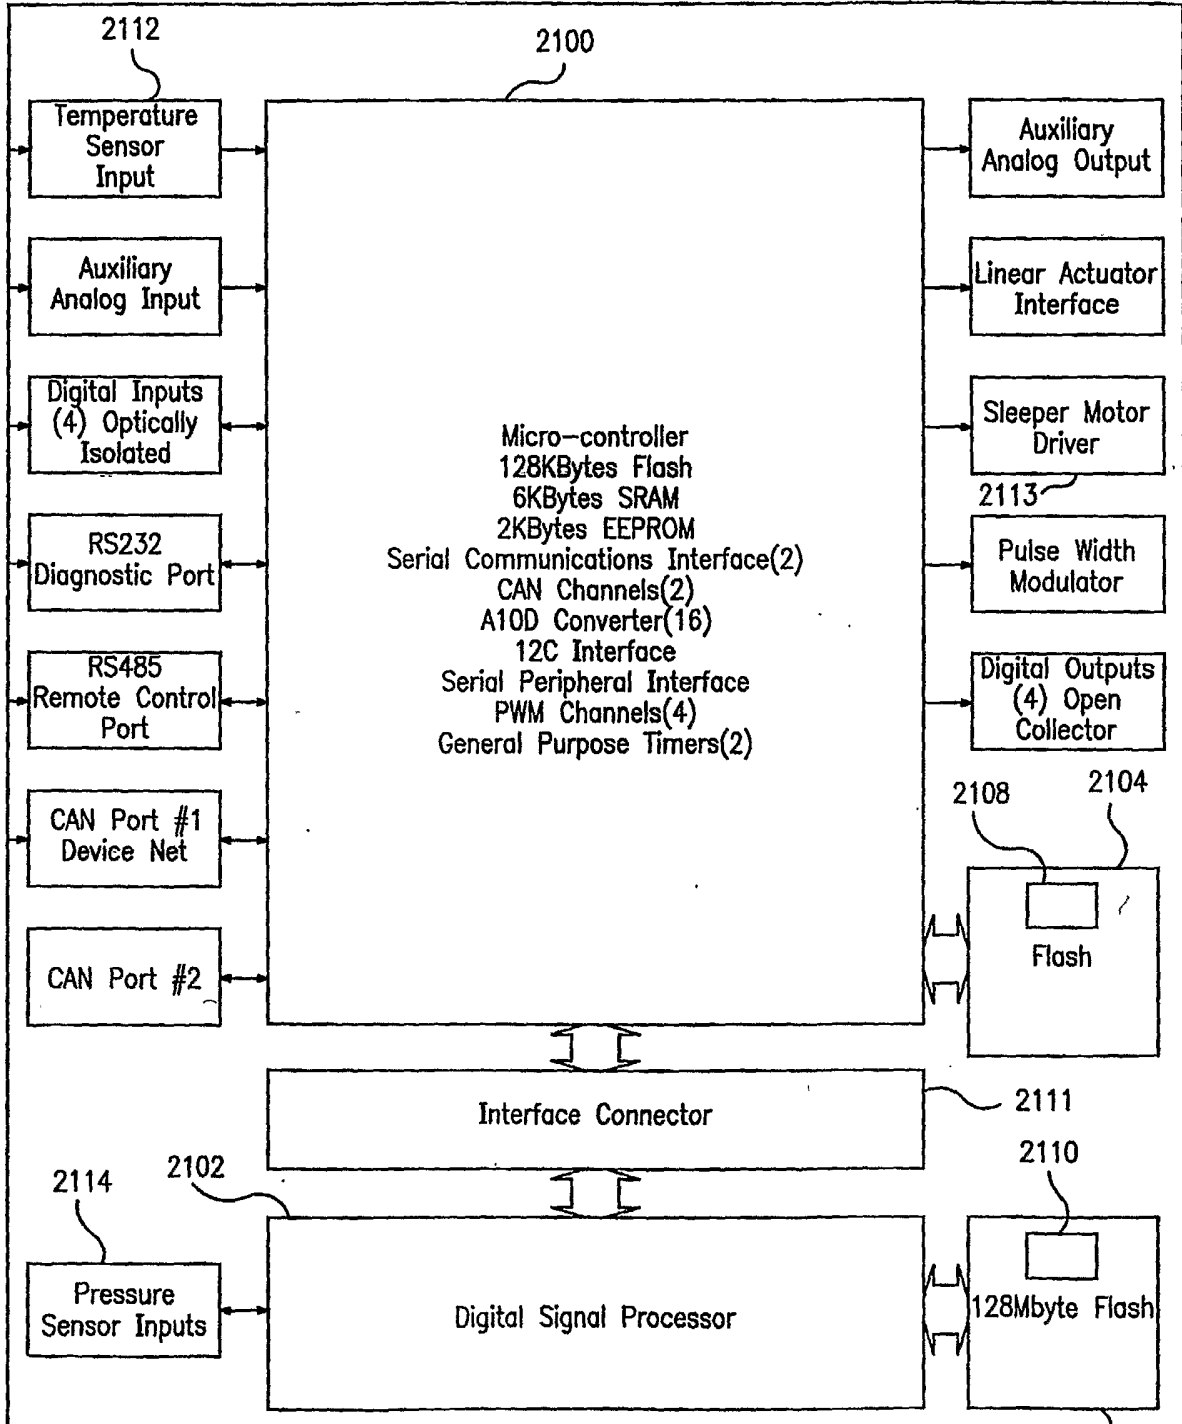 2112
2100
Temperature
Sensor
Input
Auxiliary
Analog Input
Digital Inputs
(4) Optically
Isolated
RS232
Diagnostic Port
RS485
Remote Control
Port
CAN Port #1
Device Net
CAN Port #2
Micro-controller
128KBytes Flash
6KBytes SRAM
2KBytes EEPROM
Serial Communications Interface(2)
CAN Channels(2)
A10D Converter(16)
12C Interface
Serial Peripheral Interface
PWM Channels(4)
General Purpose Timers(2)
Auxiliary
Analog Output
Linear Actuator
Interface
Sleeper Motor
Driver
2113
Pulse Width
Modulator
Digital Outputs
(4) Open
Collector
2108
2104
Flash
Interface Connector
2111
2114
2102
2110
Pressure
Sensor Inputs
Digital Signal Processor
128Mbyte Flash